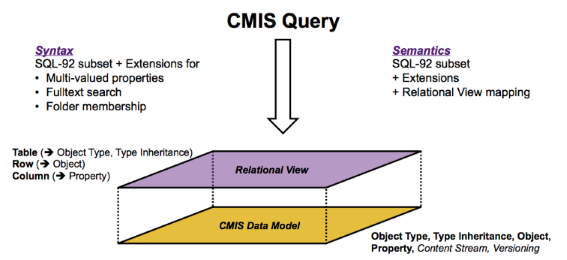 CMIS Query
Syntax
SQL-92 subset + Extensions for
• Multi-valued properties
• Fulltext search
• Folder membership
Semantics
SQL-92 subset
+ Extensions
+ Relational View mapping
Table (➔ Object Type, Type Inheritance)
Row (➔ Object)
Column (➔ Property)
Relational View
CMIS Data Model
Object Type, Type Inheritance, Object,
Property, Content Stream, Versioning